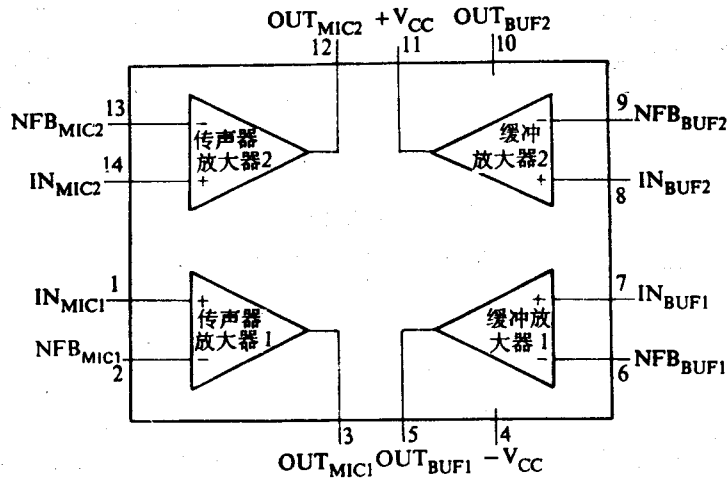 OUT_MIC2 +V_CC OUT_BUF2
12 11 10
13 9
NFB_MIC2 − − NFB_BUF2
传声器 缓冲
放大器2 放大器2
14
IN_MIC2 + + IN_BUF2
8
1 7
IN_MIC1 + + IN_BUF1
传声器 缓冲放
放大器1 大器1
NFB_MIC1 − − NFB_BUF1
2 6
3 5 4
OUT_MIC1 OUT_BUF1 −V_CC